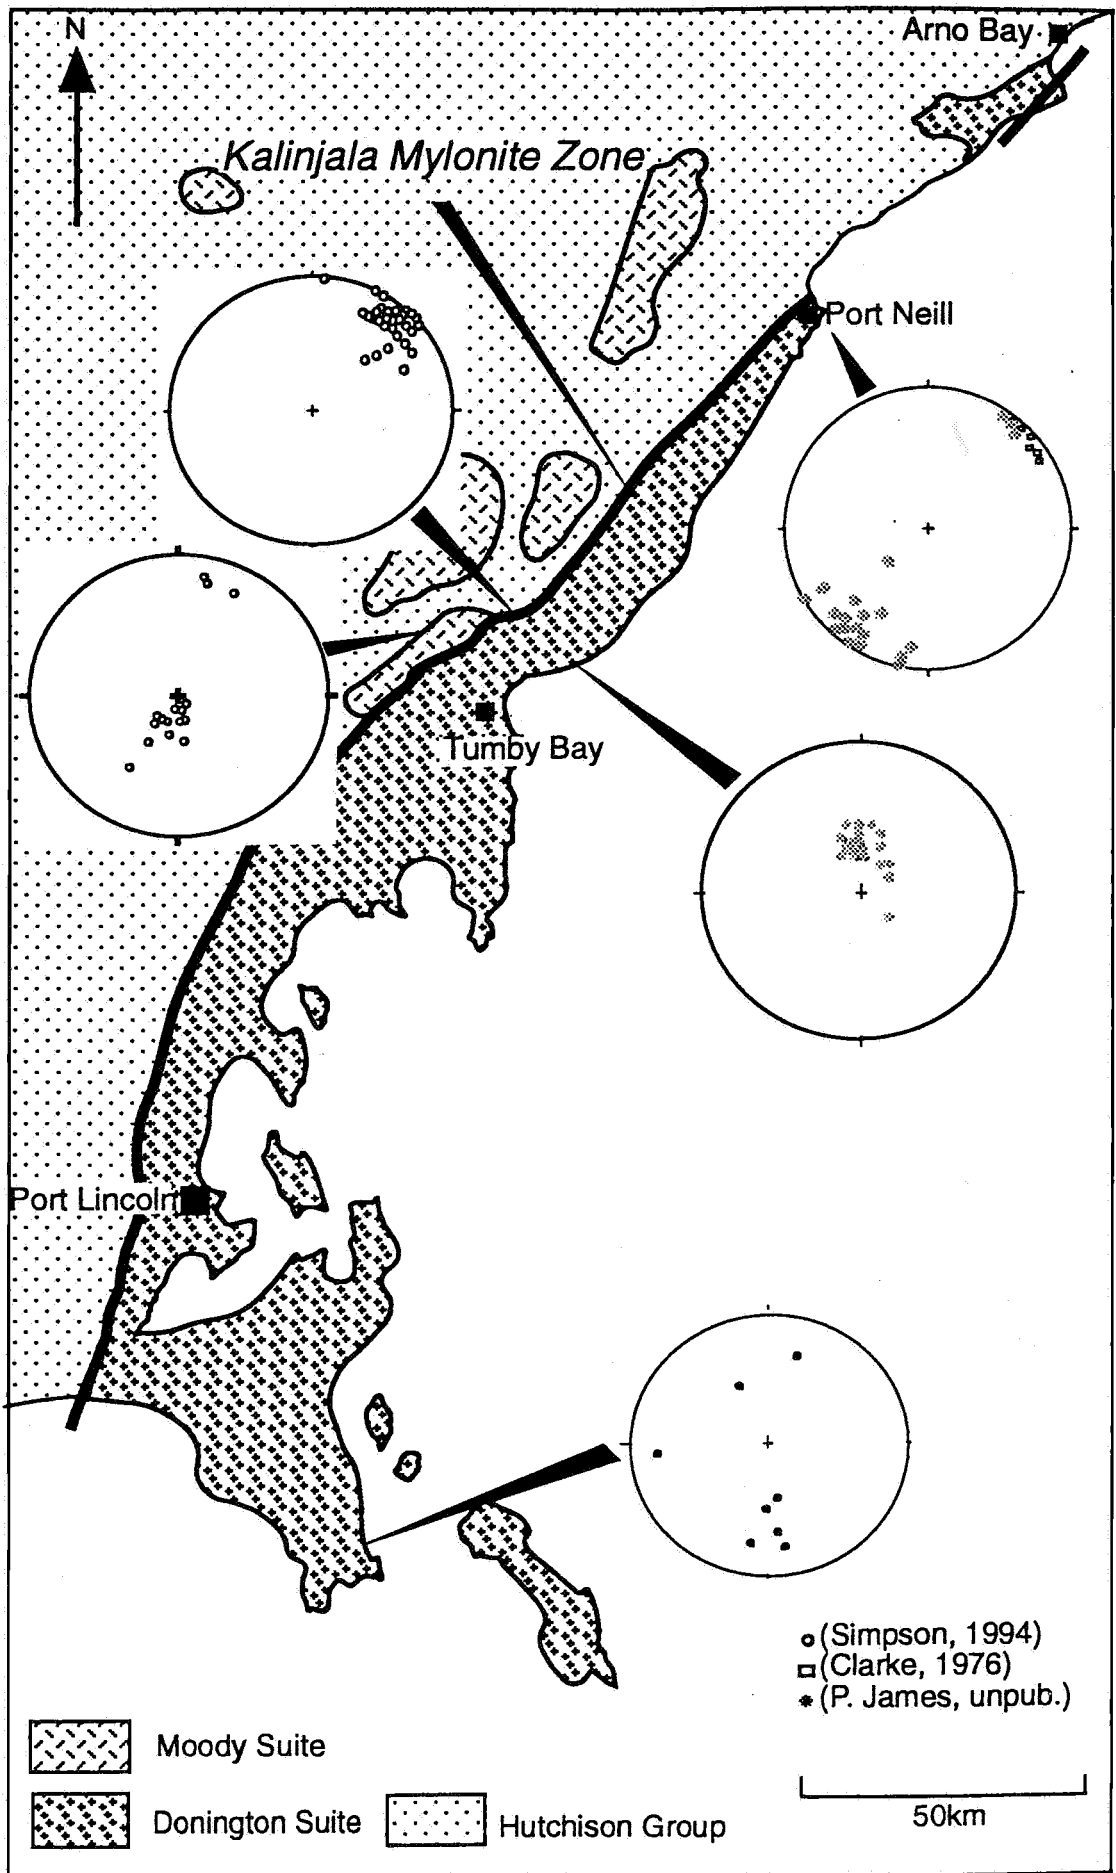 N
Arno Bay
Kalinjala Mylonite Zone
Port Neill
Tumby Bay
Port Lincoln
(Simpson, 1994)
(Clarke, 1976)
(P. James, unpub.)
Moody Suite
Donington Suite
Hutchison Group
50km